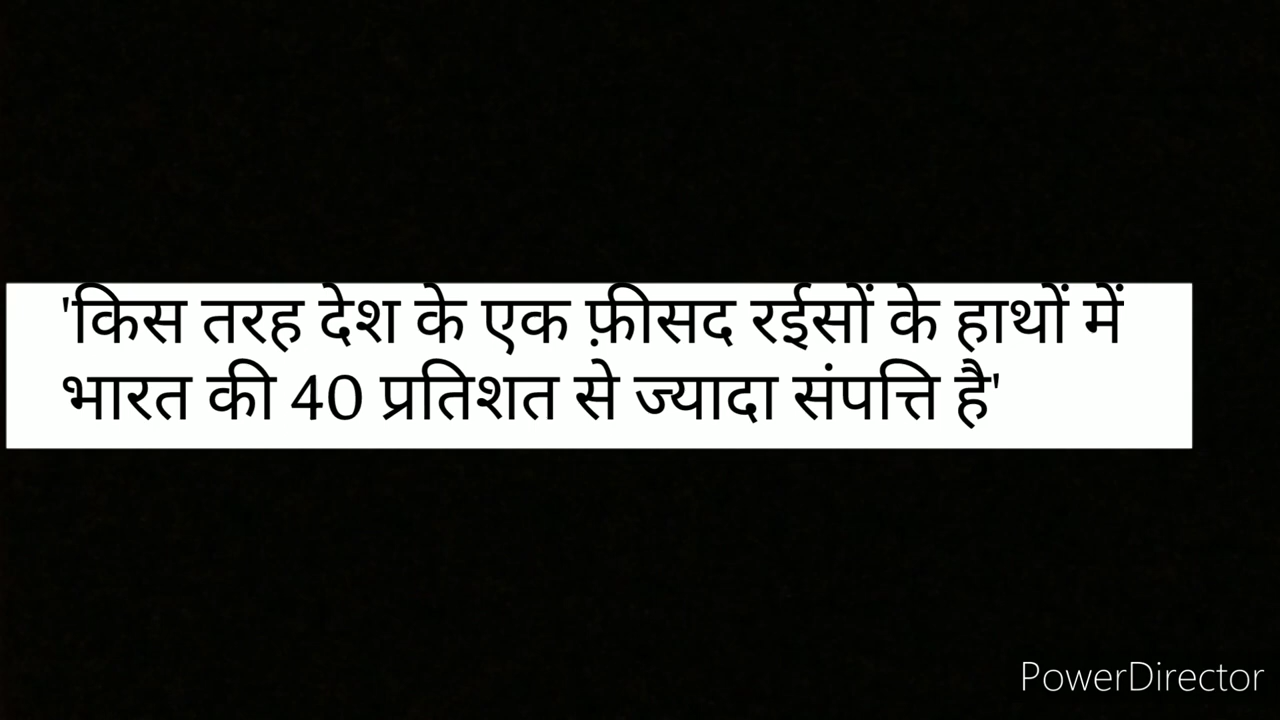 'किस तरह देश के एक फ़ीसद रईसों के हाथों में
भारत की 40 प्रतिशत से ज्यादा संपत्ति है'
PowerDirector